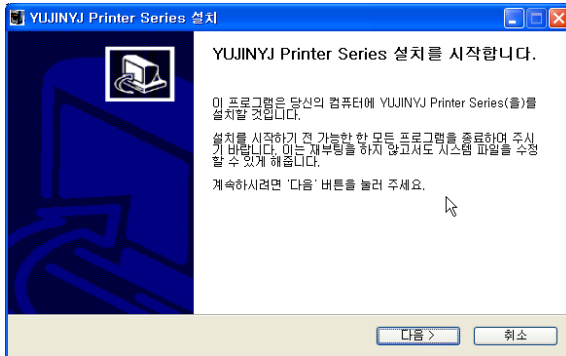 YUJINYJ Printer Series 설치
YUJINYJ Printer Series 설치를 시작합니다.
이 프로그램은 당신의 컴퓨터에 YUJINYJ Printer Series(을)를
설치할 것입니다.
설치를 시작하기 전 가능한 한 모든 프로그램을 종료하여 주시
기 바랍니다. 이는 재부팅을 하지 않고서도 시스템 파일을 수정
할 수 있게 해줍니다.
계속하시려면 '다음' 버튼을 눌러 주세요.
다음 >
취소